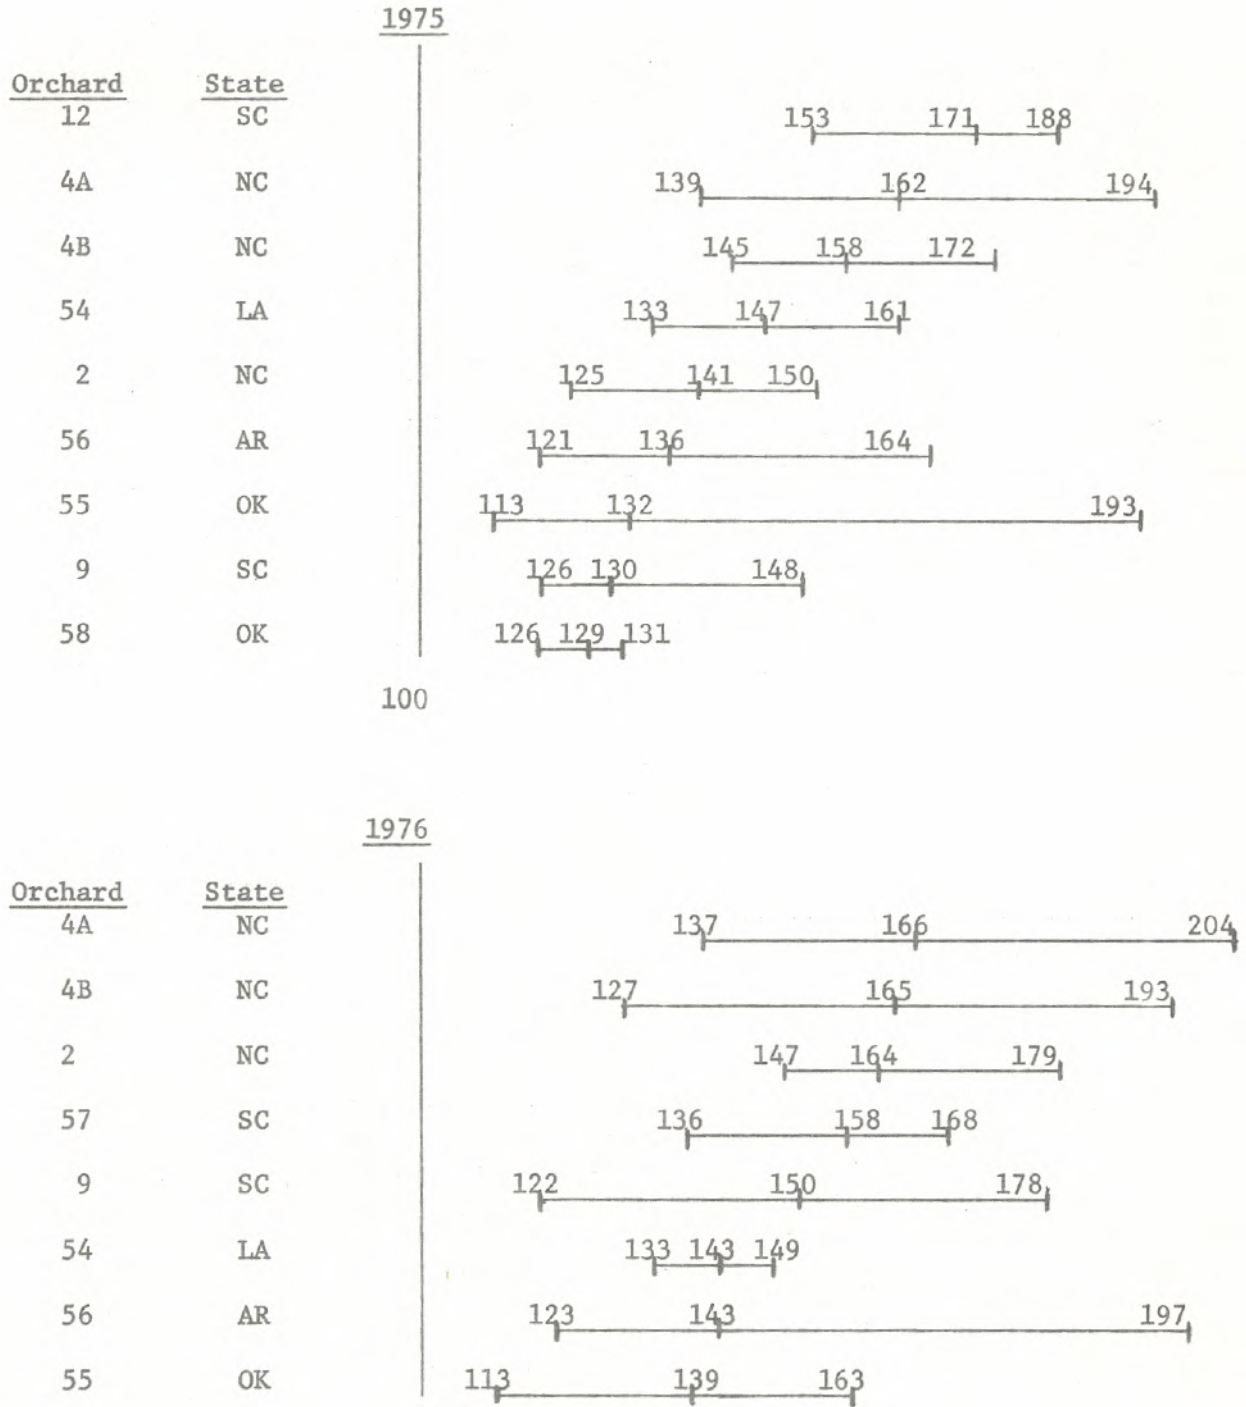 1975
Orchard State
12 SC 153 171 188
4A NC 139 162 194
4B NC 145 158 172
54 LA 133 147 161
2 NC 125 141 150
56 AR 121 136 164
55 OK 113 132 193
9 SC 126 130 148
58 OK 126 129 131
100
1976
Orchard State
4A NC 137 166 204
4B NC 127 165 193
2 NC 147 164 179
57 SC 136 158 168
9 SC 122 150 178
54 LA 133 143 149
56 AR 123 143 197
55 OK 113 139 163